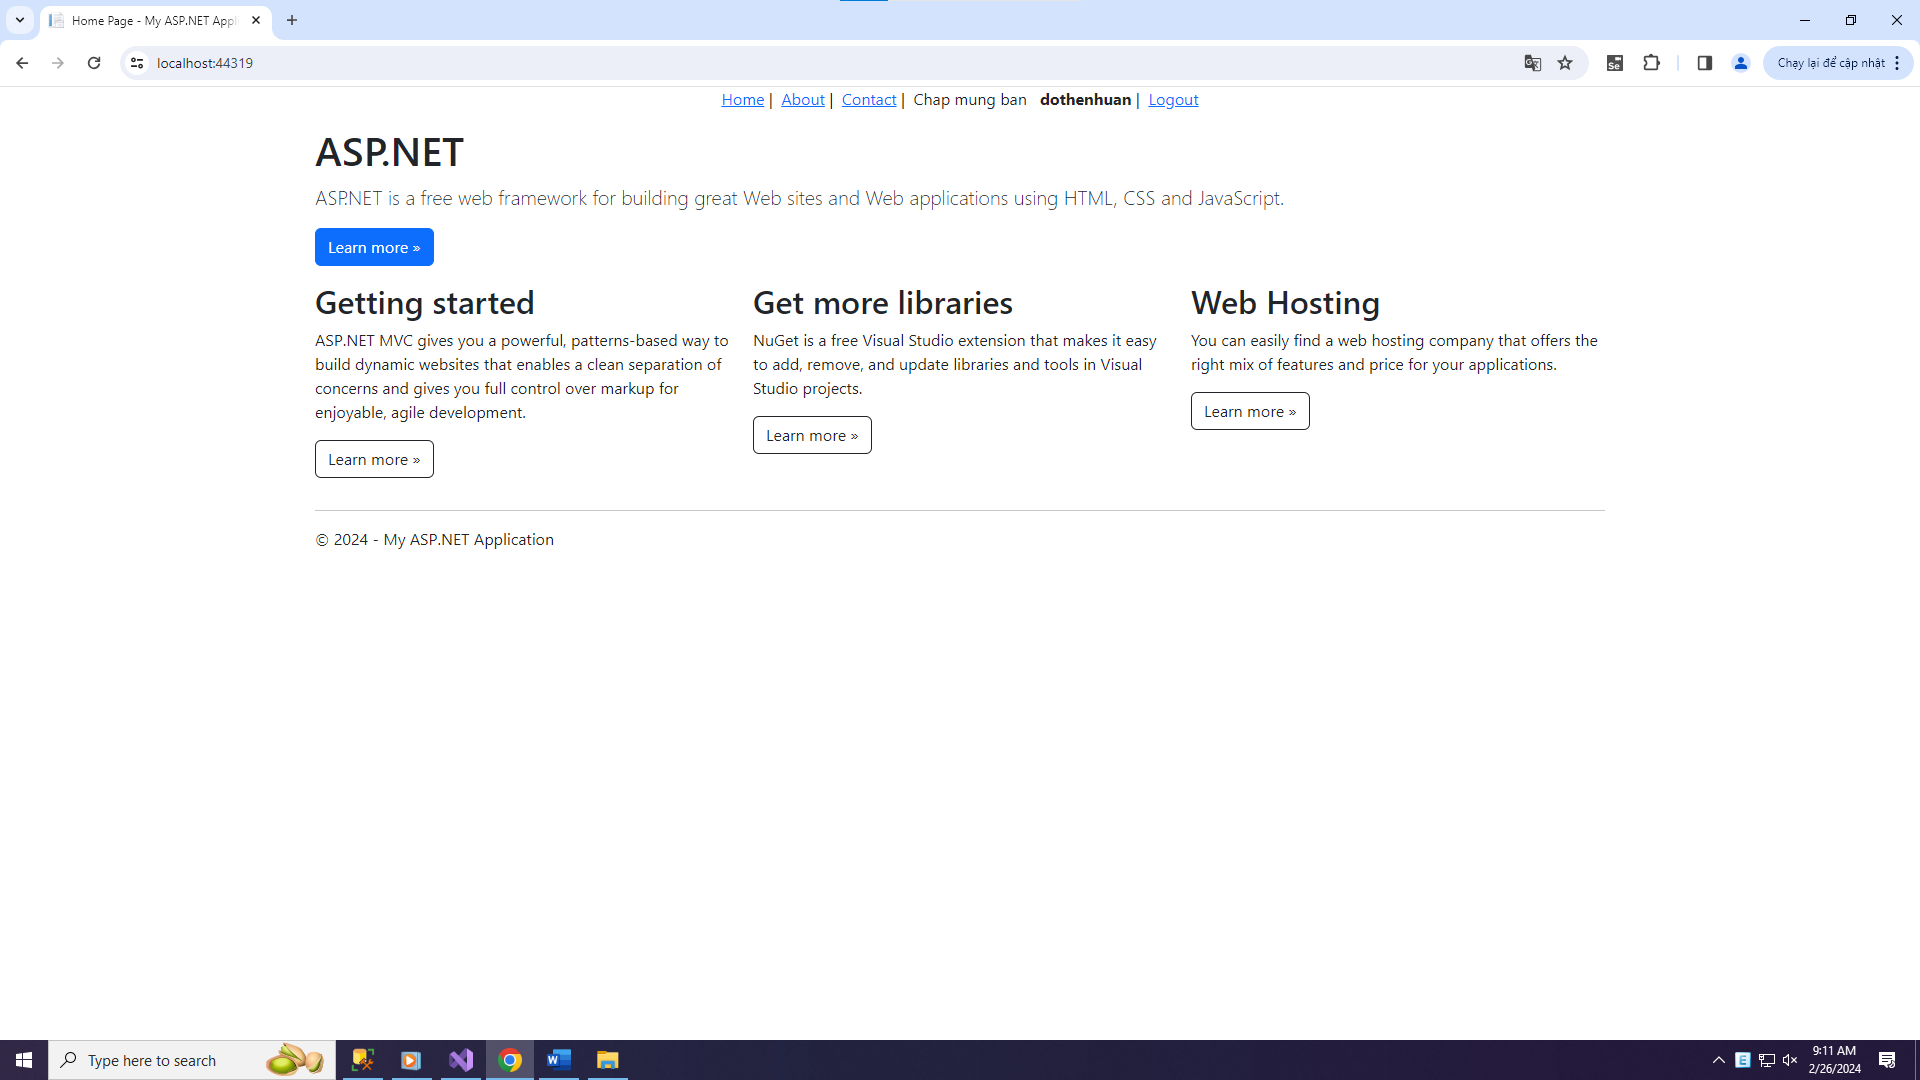 Home Page - My ASP.NET Appl
localhost:44319
Chạy lại để cập nhật
Home | About | Contact | Chap mung ban dothenhuan | Logout
ASP.NET
ASP.NET is a free web framework for building great Web sites and Web applications using HTML, CSS and JavaScript.
Learn more »
Getting started
ASP.NET MVC gives you a powerful, patterns-based way to
build dynamic websites that enables a clean separation of
concerns and gives you full control over markup for
enjoyable, agile development.
Learn more »
Get more libraries
NuGet is a free Visual Studio extension that makes it easy
to add, remove, and update libraries and tools in Visual
Studio projects.
Learn more »
Web Hosting
You can easily find a web hosting company that offers the
right mix of features and price for your applications.
Learn more »
© 2024 - My ASP.NET Application
Type here to search
9:11 AM
2/26/2024